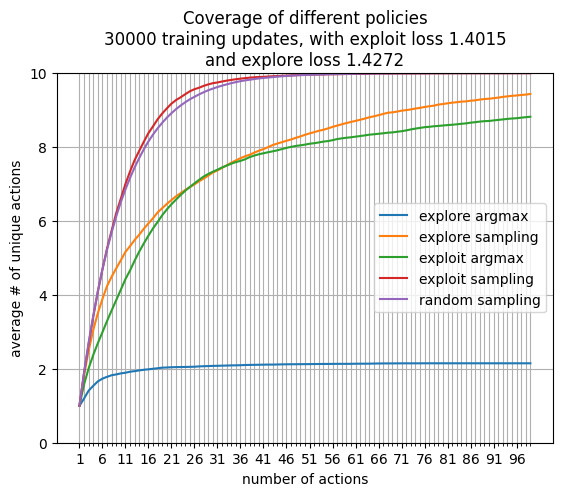 Coverage of different policies
30000 training updates, with exploit loss 1.4015
and explore loss 1.4272
average # of unique actions
10
8
6
4
2
0
explore argmax
explore sampling
exploit argmax
exploit sampling
random sampling
1 6 11 16 21 26 31 36 41 46 51 56 61 66 71 76 81 86 91 96
number of actions